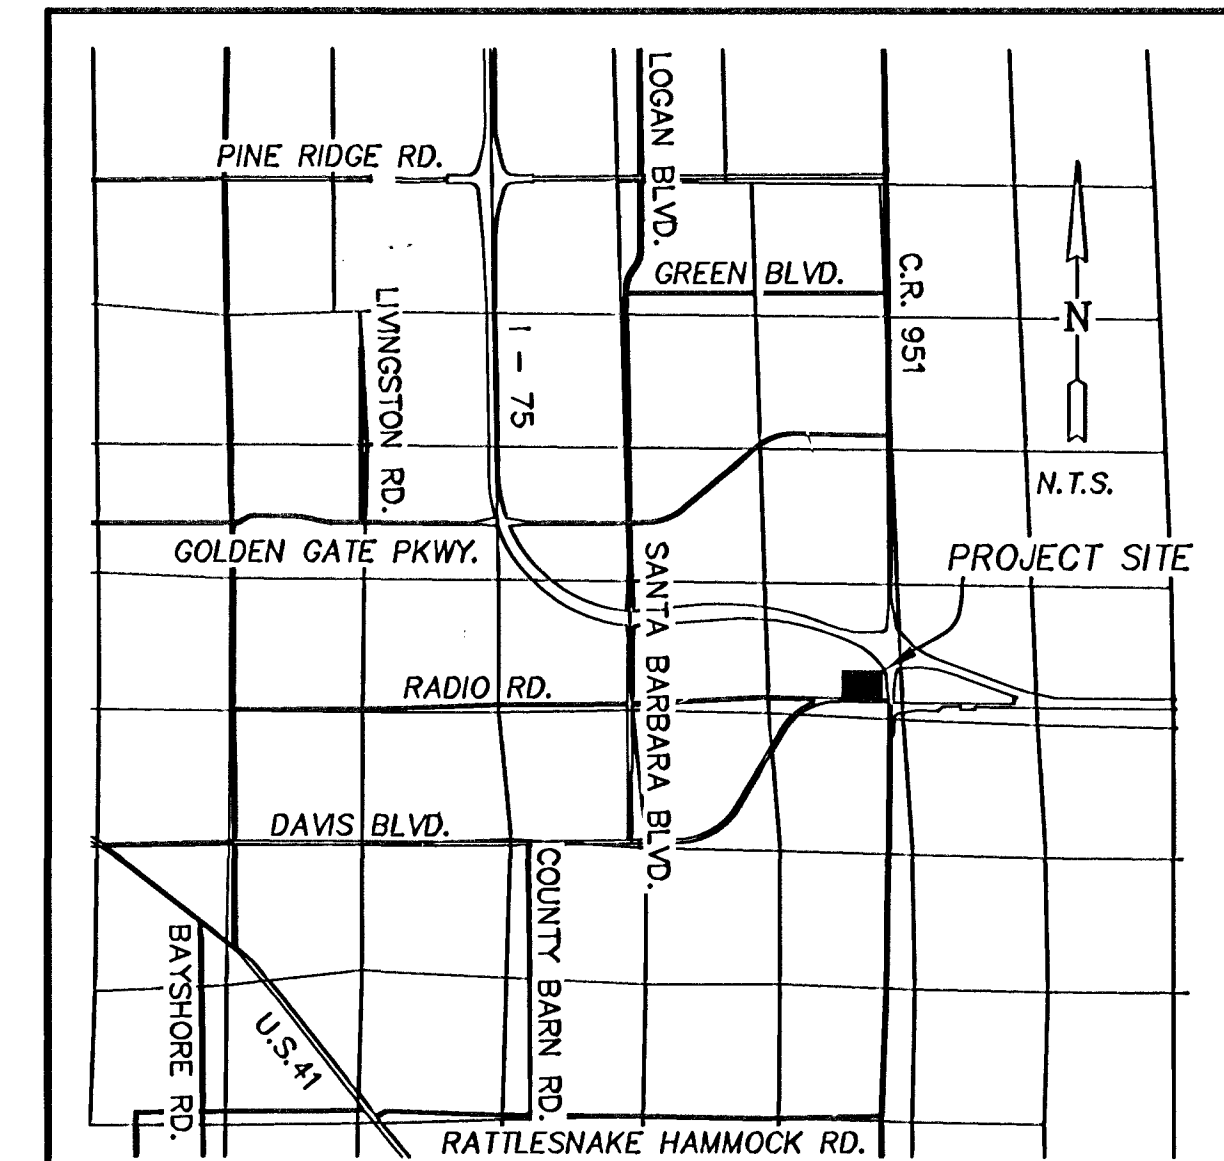 LOGAN BLVD.
PINE RIDGE RD.
GREEN BLVD.
C.R. 951
LIVINGSTON RD.
I - 75
N
N.T.S.
GOLDEN GATE PKWY.
SANTA BARBARA BLVD.
PROJECT SITE
RADIO RD.
DAVIS BLVD.
COUNTY BARN RD.
BAYSHORE RD.
U.S. 41
RATTLESNAKE HAMMOCK RD.